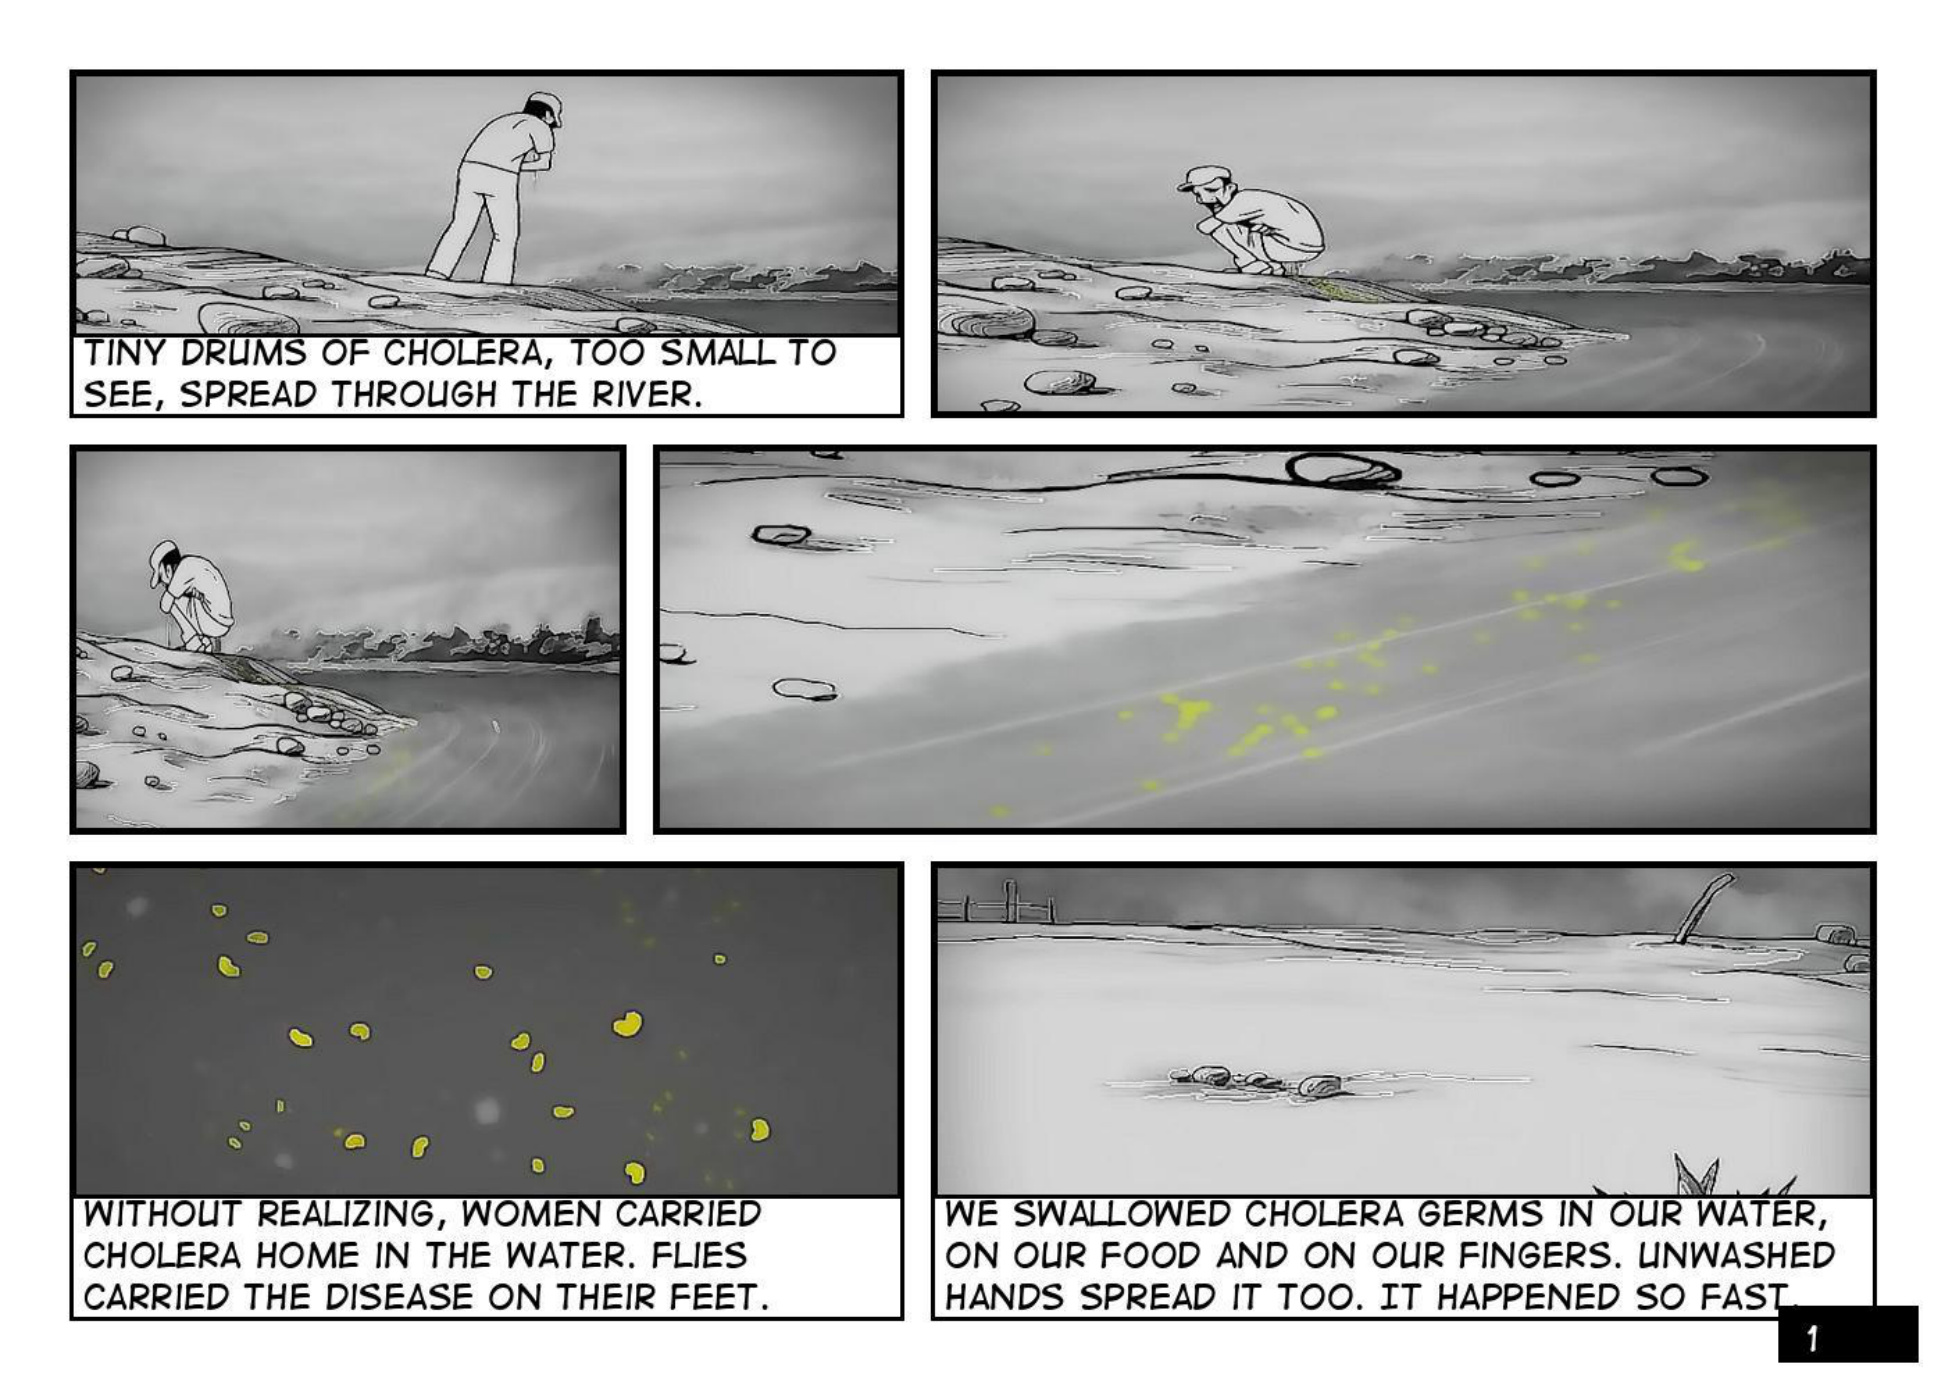 TINY DRUMS OF CHOLERA, TOO SMALL TO
SEE, SPREAD THROUGH THE RIVER.
WITHOUT REALIZING, WOMEN CARRIED
CHOLERA HOME IN THE WATER. FLIES
CARRIED THE DISEASE ON THEIR FEET.
WE SWALLOWED CHOLERA GERMS IN OUR WATER,
ON OUR FOOD AND ON OUR FINGERS. UNWASHED
HANDS SPREAD IT TOO. IT HAPPENED SO FAST.
1